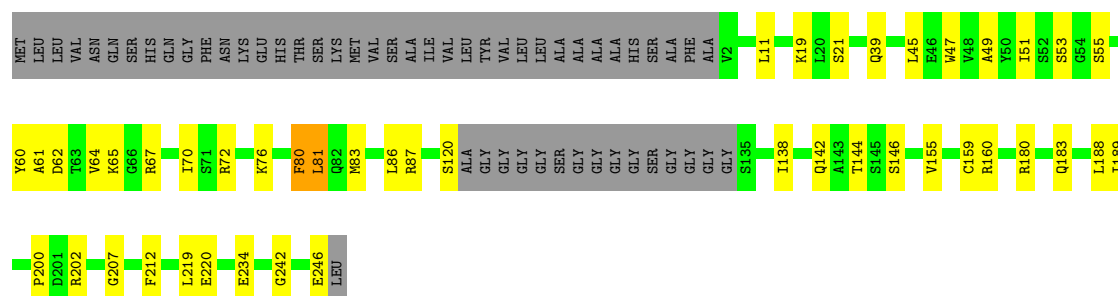 MET LEU LEU VAL ASN GLN SER HIS GLN GLY PHE ASN LYS GLU HIS THR SER LYS MET VAL SER ALA ILE VAL LEU TYR VAL LEU LEU ALA ALA ALA ALA HIS SER ALA PHE ALA V2 L11 K19 L20 S21 Q39 L45 E46 W47 V48 A49 Y50 I51 S52 S53 G54 S55
Y60 A61 D62 T63 V64 K65 G66 R67 I70 S71 R72 K76 F80 L81 Q82 M83 L86 R87 S120 ALA GLY GLY GLY GLY SER GLY GLY GLY GLY SER GLY GLY GLY GLY S135 I138 Q142 A143 T144 S145 S146 V155 C159 R160 R180 Q183 L188 I189
P200 D201 R202 G207 F212 L219 E220 E234 G242 E246 LEU